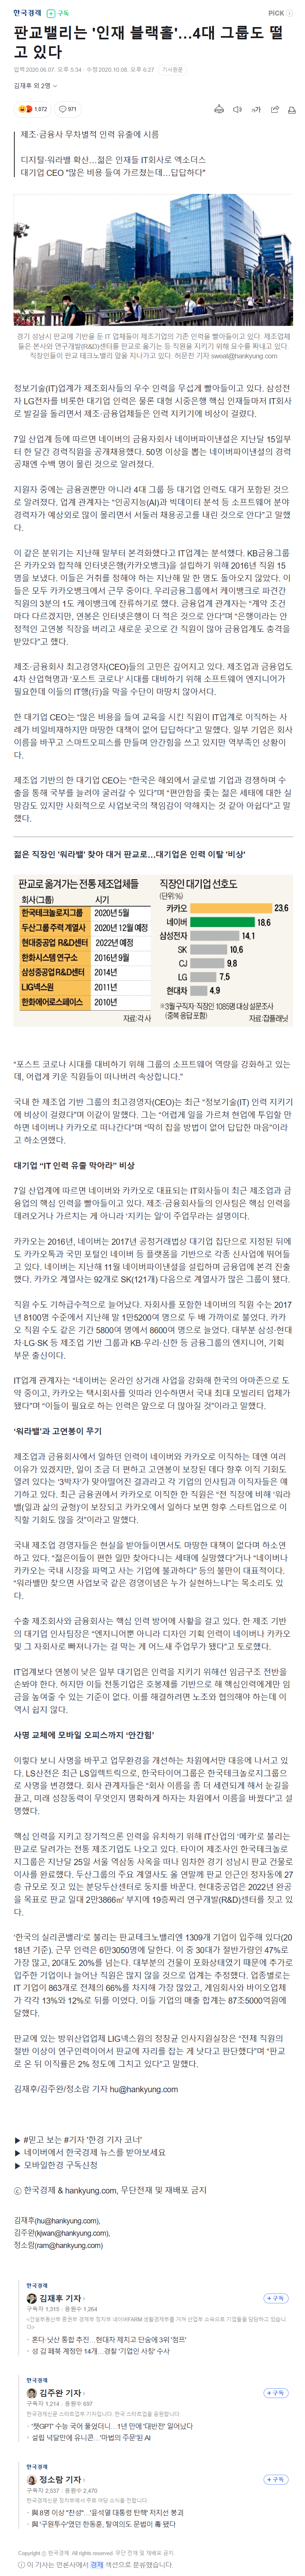 한국경제 구독 PiCK
판교밸리는 '인재 블랙홀'…4대 그룹도 떨고 있다
입력 2020.06.07. 오후 5:34 · 수정 2020.10.08. 오후 6:27 기사원문
김재후 외 2명
1,072 971 가
제조·금융사 무차별적 인력 유출에 시름
디지털·워라밸 확산…젊은 인재들 IT회사로 엑소더스
대기업 CEO "많은 비용 들여 가르쳤는데…답답하다"
경기 성남시 판교에 기반을 둔 IT 업체들이 제조기업의 기존 인력을 빨아들이고 있다. 제조업체들은 본사와 연구개발(R&D)센터를 판교로 옮기는 등 직원을 지키기 위해 묘수를 짜내고 있다. 직장인들이 판교 테크노밸리 앞을 지나가고 있다. 허문찬 기자 sweat@hankyung.com
정보기술(IT)업계가 제조회사들의 우수 인력을 무섭게 빨아들이고 있다. 삼성전자 LG전자를 비롯한 대기업 인력은 물론 대형 시중은행 핵심 인재들마저 IT회사로 발길을 돌리면서 제조·금융업체들은 인력 지키기에 비상이 걸렸다.
7일 산업계 등에 따르면 네이버의 금융자회사 네이버파이낸셜은 지난달 15일부터 한 달간 경력직원을 공개채용했다. 50명 이상을 뽑는 네이버파이낸셜의 경력 공채엔 수백 명이 몰린 것으로 알려졌다.
지원자 중에는 금융권뿐만 아니라 4대 그룹 등 대기업 인력도 대거 포함된 것으로 알려졌다. 업계 관계자는 "인공지능(AI)과 빅데이터 분석 등 소프트웨어 분야 경력자가 예상외로 많이 몰리면서 서둘러 채용공고를 내린 것으로 안다"고 말했다.
이 같은 분위기는 지난해 말부터 본격화했다고 IT업계는 분석했다. KB금융그룹은 카카오와 합작해 인터넷은행(카카오뱅크)을 설립하기 위해 2016년 직원 15명을 보냈다. 이들은 거취를 정해야 하는 지난해 말 한 명도 돌아오지 않았다. 이들은 모두 카카오뱅크에서 근무 중이다. 우리금융그룹에서 케이뱅크로 파견간 직원의 3분의 1도 케이뱅크에 잔류하기로 했다. 금융업계 관계자는 "계약 조건마다 다르겠지만, 연봉은 인터넷은행이 더 적은 것으로 안다"며 "은행이라는 안정적인 고연봉 직장을 버리고 새로운 곳으로 간 직원이 많아 금융업계도 충격을 받았다"고 했다.
제조·금융회사 최고경영자(CEO)들의 고민은 깊어지고 있다. 제조업과 금융업도 4차 산업혁명과 '포스트 코로나' 시대를 대비하기 위해 소프트웨어 엔지니어가 필요한데 이들의 IT행(行)을 막을 수단이 마땅치 않아서다.
한 대기업 CEO는 "많은 비용을 들여 교육을 시킨 직원이 IT업계로 이직하는 사례가 비일비재하지만 마땅한 대책이 없어 답답하다"고 말했다. 일부 기업은 회사 이름을 바꾸고 스마트오피스를 만들며 안간힘을 쓰고 있지만 역부족인 상황이다.
제조업 기반의 한 대기업 CEO는 "한국은 해외에서 글로벌 기업과 경쟁하며 수출을 통해 국부를 늘려야 굴러갈 수 있다"며 "편안함을 좇는 젊은 세태에 대한 실망감도 있지만 사회적으로 사업보국의 책임감이 약해지는 것 같아 아쉽다"고 말했다.
젊은 직장인 '워라밸' 찾아 대거 판교로…대기업은 인력 이탈 '비상'
판교로 옮겨가는 전통 제조업체들
회사(그룹) 시기
한국테크놀로지그룹 2020년 5월
두산그룹 주력 계열사 2020년 12월 예정
현대중공업 R&D센터 2022년 예정
한화시스템 연구소 2016년 9월
삼성중공업 R&D센터 2014년
LIG넥스원 2011년
한화에어로스페이스 2010년
자료:각 사
직장인 대기업 선호도
(단위:%)
카카오 23.6
네이버 18.6
삼성전자 14.1
SK 10.6
CJ 9.8
LG 7.5
현대차 4.9
※3월 구직자·직장인 1085명 대상 설문조사
(중복 응답 포함) 자료:잡플래닛
"포스트 코로나 시대를 대비하기 위해 그룹의 소프트웨어 역량을 강화하고 있는데, 어렵게 키운 직원들이 떠나버려 속상합니다."
국내 한 제조업 기반 그룹의 최고경영자(CEO)는 최근 "정보기술(IT) 인력 지키기에 비상이 걸렸다"며 이같이 말했다. 그는 "어렵게 일을 가르쳐 현업에 투입할 만하면 네이버나 카카오로 떠나간다"며 "딱히 잡을 방법이 없어 답답한 마음"이라고 하소연했다.
대기업 "IT 인력 유출 막아라" 비상
7일 산업계에 따르면 네이버와 카카오로 대표되는 IT회사들이 최근 제조업과 금융업의 핵심 인력을 빨아들이고 있다. 제조·금융회사들의 인사팀은 핵심 인력을 데려오거나 가르치는 게 아니라 '지키는 일'이 주업무라는 설명이다.
카카오는 2016년, 네이버는 2017년 공정거래법상 대기업 집단으로 지정된 뒤에도 카카오톡과 국민 포털인 네이버 등 플랫폼을 기반으로 각종 신사업에 뛰어들고 있다. 네이버는 지난해 11월 네이버파이낸셜을 설립하며 금융업에 본격 진출했다. 카카오 계열사는 92개로 SK(121개) 다음으로 계열사가 많은 그룹이 됐다.
직원 수도 기하급수적으로 늘어났다. 자회사를 포함한 네이버의 직원 수는 2017년 8100명 수준에서 지난해 말 1만5200여 명으로 두 배 가까이로 불었다. 카카오 직원 수도 같은 기간 5800여 명에서 8600여 명으로 늘었다. 대부분 삼성·현대차·LG·SK 등 제조업 기반 그룹과 KB·우리·신한 등 금융그룹의 엔지니어, 기획부문 출신이다.
IT업계 관계자는 "네이버는 온라인 상거래 사업을 강화해 한국의 아마존으로 도약 중이고, 카카오는 택시회사를 잇따라 인수하면서 국내 최대 모빌리티 업체가 됐다"며 "이들이 필요로 하는 인력은 앞으로 더 많아질 것"이라고 말했다.
'워라밸'과 고연봉이 무기
제조업과 금융회사에서 일하던 인력이 네이버와 카카오로 이직하는 데엔 여러 이유가 있겠지만, 일이 조금 더 편하고 고연봉이 보장된 데다 향후 이직 기회도 열려 있다는 '3박자'가 맞아떨어진 결과라고 각 기업의 인사팀과 이직자들은 얘기하고 있다. 최근 금융권에서 카카오로 이직한 한 직원은 "전 직장에 비해 '워라밸(일과 삶의 균형)'이 보장되고 카카오에서 일하다 보면 향후 스타트업으로 이직할 기회도 많을 것"이라고 말했다.
국내 제조업 경영자들은 현실을 받아들이면서도 마땅한 대책이 없다며 하소연하고 있다. "젊은이들이 편한 일만 찾아다니는 세태에 실망했다"거나 "네이버나 카카오는 국내 시장을 파먹고 사는 기업에 불과하다" 등의 불만이 대표적이다. "워라밸만 찾으면 사업보국 같은 경영이념은 누가 실현하느냐"는 목소리도 있다.
수출 제조회사와 금융회사는 핵심 인력 방어에 사활을 걸고 있다. 한 제조 기반의 대기업 인사팀장은 "엔지니어뿐 아니라 디자인 기획 인력이 네이버나 카카오 및 그 자회사로 빠져나가는 걸 막는 게 어느새 주업무가 됐다"고 토로했다.
IT업계보다 연봉이 낮은 일부 대기업은 인력을 지키기 위해선 임금구조 전반을 손봐야 한다. 하지만 이들 전통기업은 호봉제를 기반으로 해 핵심인력에게만 임금을 높여줄 수 있는 기준이 없다. 이를 해결하려면 노조와 협의해야 하는데 이 역시 쉽지 않다.
사명 교체에 모바일 오피스까지 '안간힘'
이렇다 보니 사명을 바꾸고 업무환경을 개선하는 차원에서만 대응에 나서고 있다. LS산전은 최근 LS일렉트릭으로, 한국타이어그룹은 한국테크놀로지그룹으로 사명을 변경했다. 회사 관계자들은 "회사 이름을 좀 더 세련되게 해서 눈길을 끌고, 미래 성장동력이 무엇인지 명확하게 하자는 차원에서 이름을 바꿨다"고 설명했다.
핵심 인력을 지키고 장기적으론 인력을 유치하기 위해 IT산업의 '메카'로 불리는 판교로 달려가는 전통 제조기업도 나오고 있다. 타이어 제조사인 한국테크놀로지그룹은 지난달 25일 서울 역삼동 사옥을 떠나 임차한 경기 성남시 판교 건물로 이사를 완료했다. 두산그룹의 주요 계열사도 올 연말께 판교 인근인 정자동에 27층 규모로 짓고 있는 분당두산센터로 둥지를 바꾼다. 현대중공업은 2022년 완공을 목표로 판교 일대 2만3866㎡ 부지에 19층짜리 연구개발(R&D)센터를 짓고 있다.
'한국의 실리콘밸리'로 불리는 판교테크노밸리엔 1309개 기업이 입주해 있다(2018년 기준). 근무 인력은 6만3050명에 달한다. 이 중 30대가 절반가량인 47%로 가장 많고, 20대도 20%를 넘는다. 대부분의 건물이 포화상태였기 때문에 추가로 입주한 기업이나 늘어난 직원은 많지 않을 것으로 업계는 추정했다. 업종별로는 IT 기업이 863개로 전체의 66%를 차지해 가장 많았고, 게임회사와 바이오업체가 각각 13%와 12%로 뒤를 이었다. 이들 기업의 매출 합계는 87조5000억원에 달했다.
판교에 있는 방위산업업체 LIG넥스원의 정창균 인사지원실장은 "전체 직원의 절반 이상이 연구인력이어서 판교에 자리를 잡는 게 낫다고 판단했다"며 "판교로 온 뒤 이직률은 2% 정도에 그치고 있다"고 말했다.
김재후/김주완/정소람 기자 hu@hankyung.com
▶ #믿고 보는 #기자 '한경 기자 코너'
▶ 네이버에서 한국경제 뉴스를 받아보세요
▶ 모바일한경 구독신청
ⓒ 한국경제 & hankyung.com, 무단전재 및 재배포 금지
김재후(hu@hankyung.com),
김주완(kjwan@hankyung.com),
정소람(ram@hankyung.com)
한국경제
김재후 기자 구독
구독자 1,315 · 응원수 1,264
· 혼다·닛산 통합 추진…현대차 제치고 단숨에 3위 '점프'
· 성 김 패북 계정만 14개…경찰 '기업인 사칭' 수사
한국경제
김주완 기자 구독
구독자 1,214 · 응원수 697
한국경제신문 스타트업부 기자입니다. 한국 스타트업을 응원합니다.
· '챗GPT' 수능 국어 풀었더니…1년 만에 '대반전' 일어났다
· 설립 넉달만에 유니콘…'마법의 주문'된 AI
한국경제
정소람 기자 구독
구독자 2,537 · 응원수 2,470
· 與 8명 이상 "찬성"…'윤석열 대통령 탄핵' 저지선 붕괴
· 與 '구원투수'였던 한동훈, 탈여의도 문법이 毒 됐다
Copyright ⓒ 한국경제. All rights reserved. 무단 전재 및 재배포 금지.
이 기사는 언론사에서 경제 섹션으로 분류했습니다.